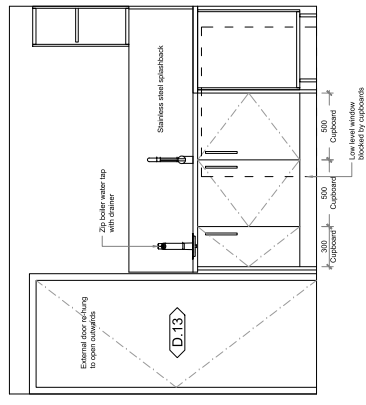 Stainless steel splashback
Zip boiler water tap
with drainer
External door re-hung
to open outwards
D.13
300
Cupboard
500
Cupboard
500
Cupboard
Low level window
blocked by cupboards